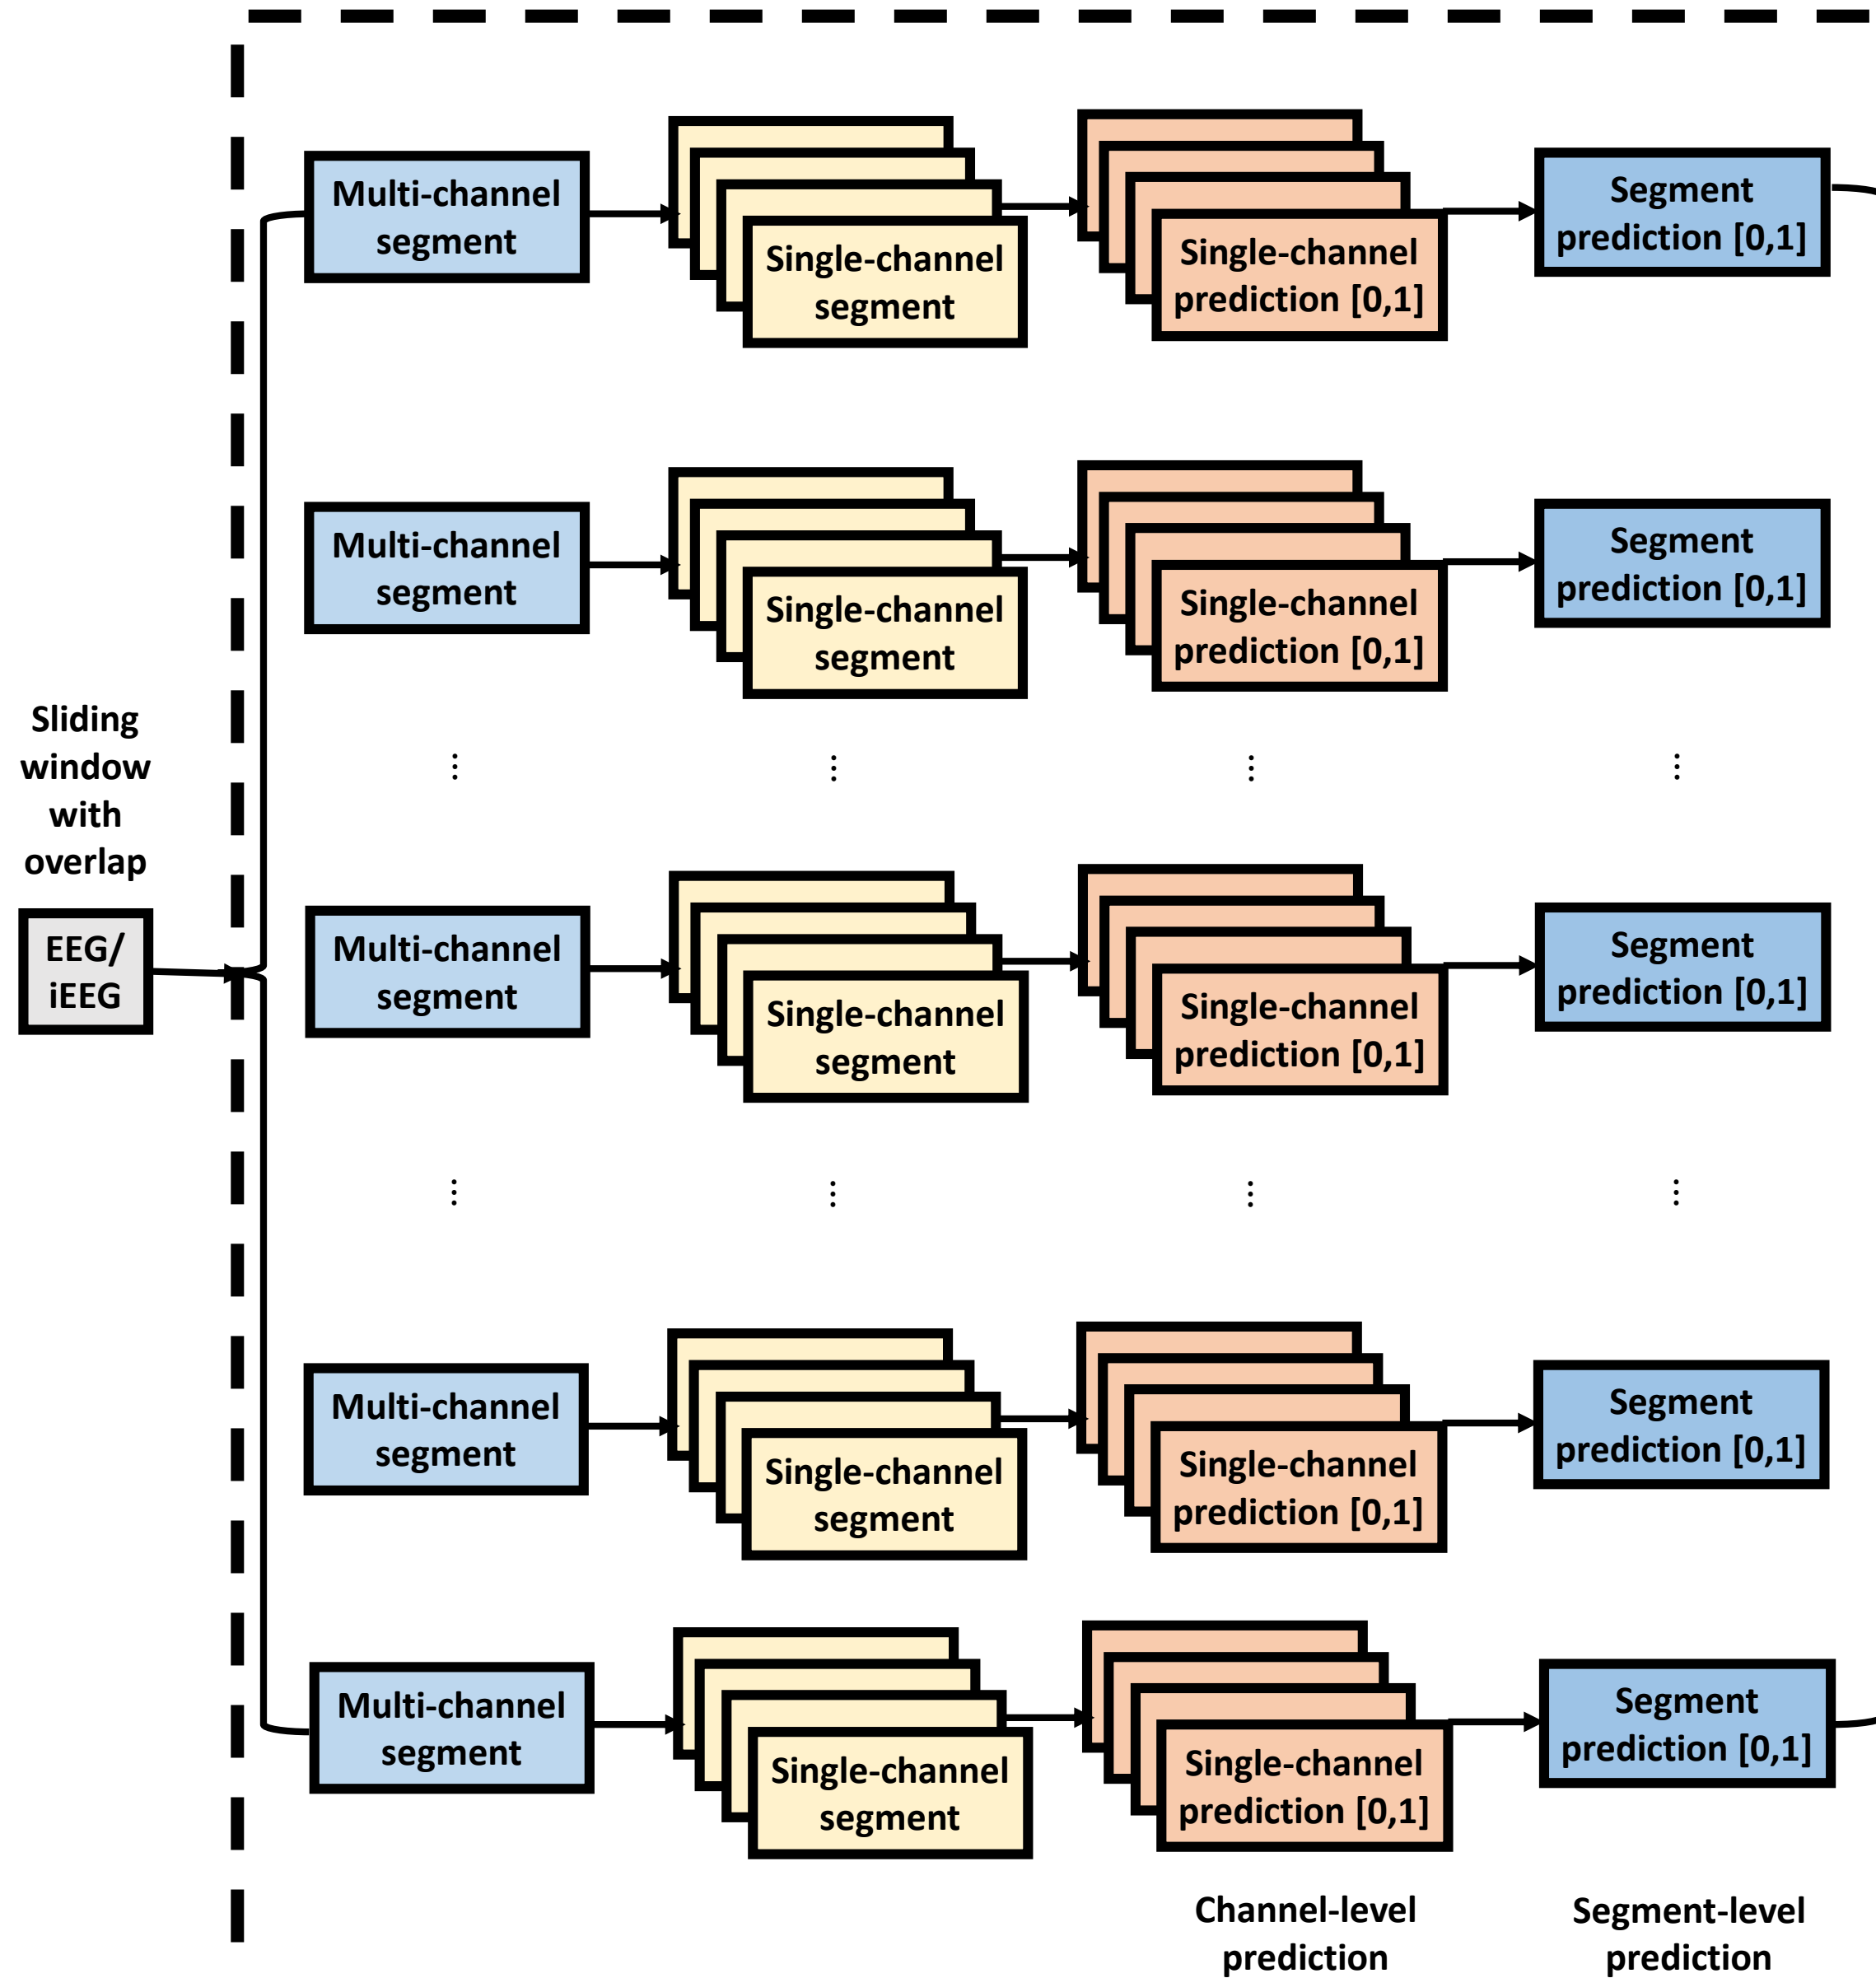 Multi-channel
segment
Single-channel
segment
Single-channel
prediction [0,1]
Segment
prediction [0,1]
Multi-channel
segment
Single-channel
segment
Single-channel
prediction [0,1]
Segment
prediction [0,1]
Sliding
window
with
overlap
⋮
⋮
⋮
⋮
EEG/
iEEG
Multi-channel
segment
Single-channel
segment
Single-channel
prediction [0,1]
Segment
prediction [0,1]
⋮
⋮
⋮
⋮
Multi-channel
segment
Single-channel
segment
Single-channel
prediction [0,1]
Segment
prediction [0,1]
Multi-channel
segment
Single-channel
segment
Single-channel
prediction [0,1]
Segment
prediction [0,1]
Channel-level
prediction
Segment-level
prediction